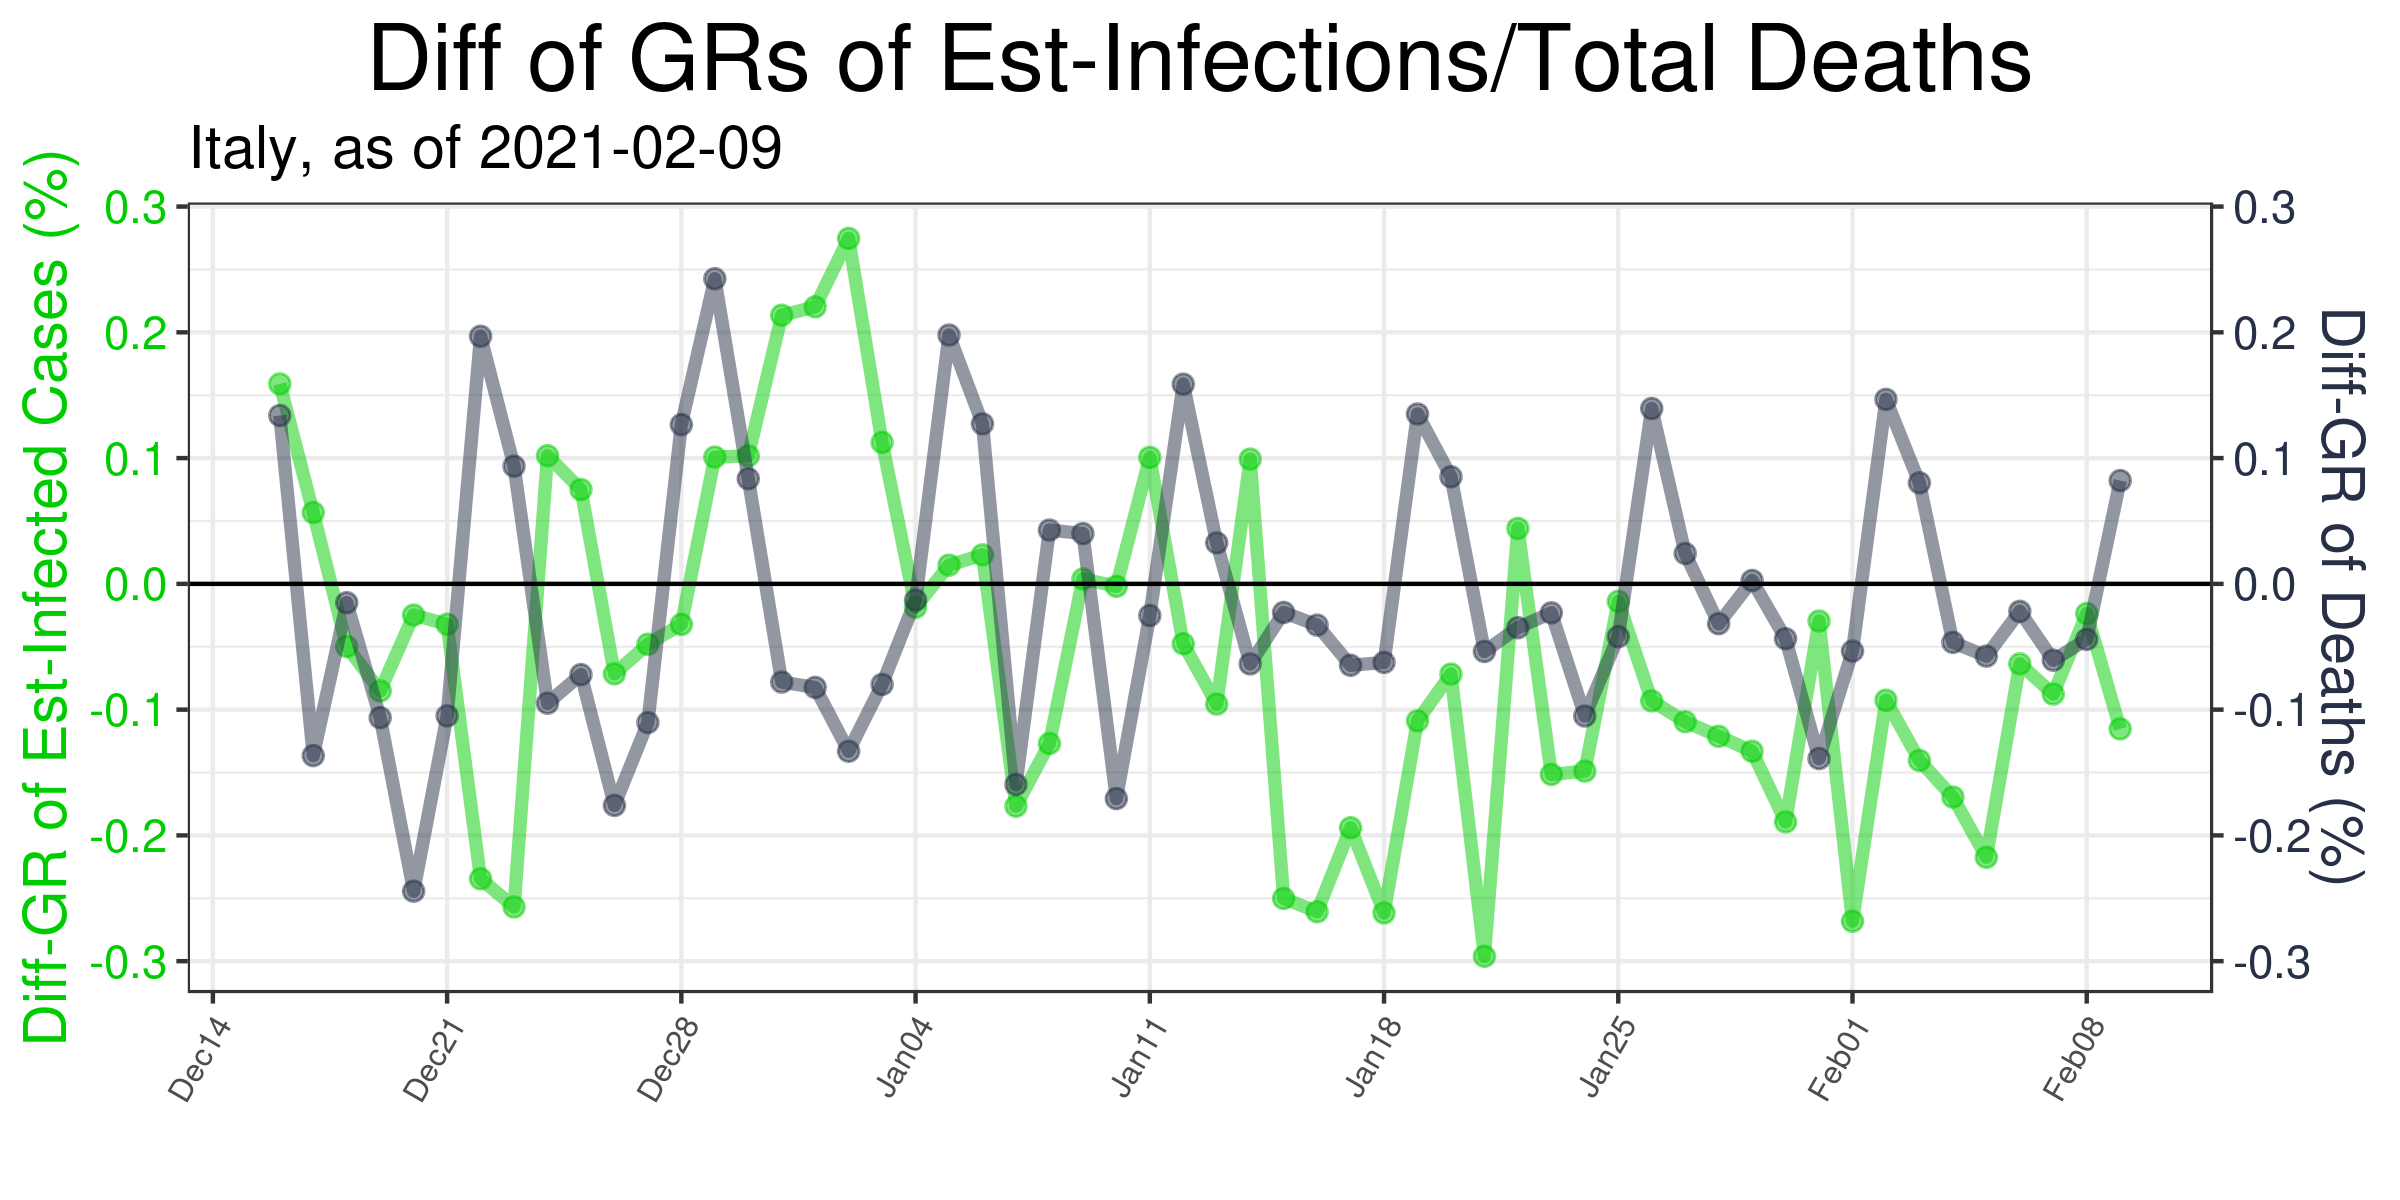 Diff of GRs of Est-Infections/Total Deaths
Italy, as of 2021-02-09
Diff-GR of Est-Infected Cases (%)
0.3
0.2
0.1
0.0
-0.1
-0.2
-0.3
0.3
0.2
0.1
0.0
-0.1
-0.2
-0.3
Diff-GR of Deaths (%)
Dec14
Dec21
Dec28
Jan04
Jan11
Jan18
Jan25
Feb01
Feb08